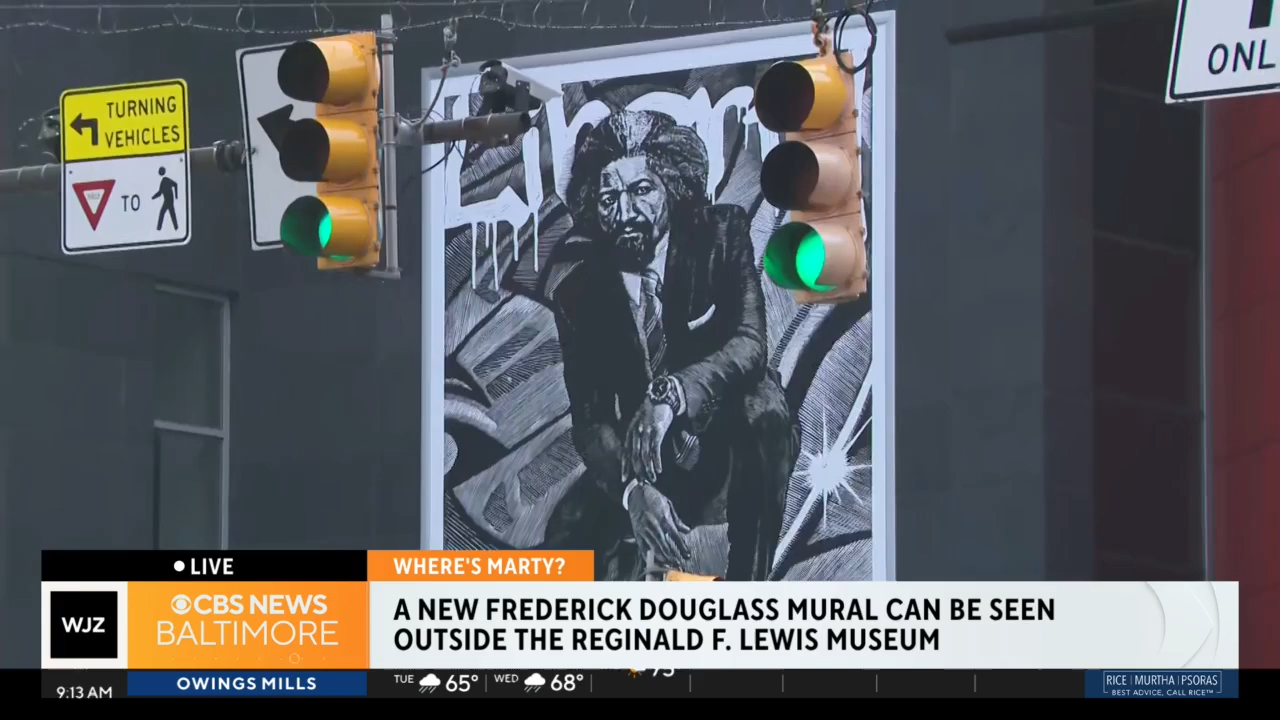 TURNING
VEHICLES
TO
ONL
LIVE
WHERE'S MARTY?
WJZ
CBS NEWS
BALTIMORE
A NEW FREDERICK DOUGLASS MURAL CAN BE SEEN
OUTSIDE THE REGINALD F. LEWIS MUSEUM
9:13 AM
OWINGS MILLS
TUE 65° WED 68°
RICE | MURTHA | PSORAS
BEST ADVICE, CALL RICE™